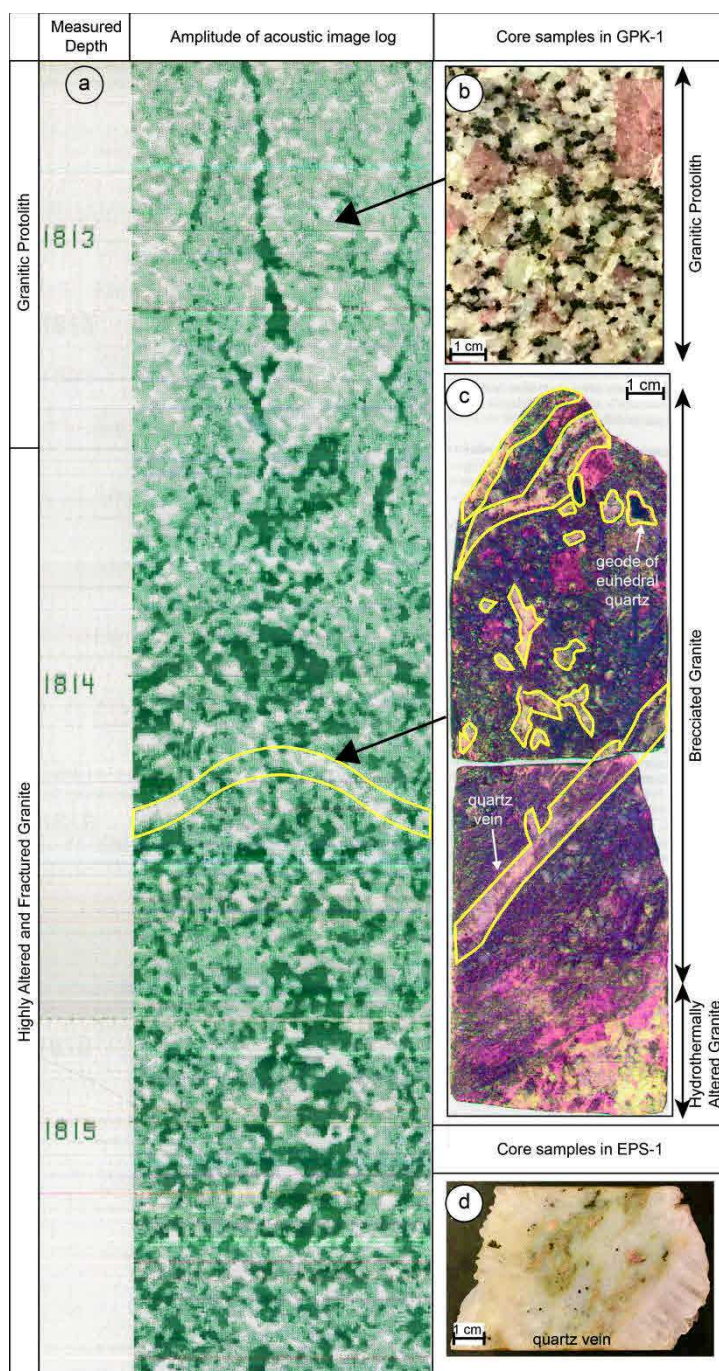 Measured
Depth
Amplitude of acoustic image log
Core samples in GPK-1
Granitic Protolith
Highly Altered and Fractured Granite
a
1813
1814
1815
b
1 cm
Granitic Protolith
c
1 cm
geode of
euhedral
quartz
quartz
vein
Brecciated Granite
Hydrothermally
Altered Granite
Core samples in EPS-1
d
1 cm
quartz vein